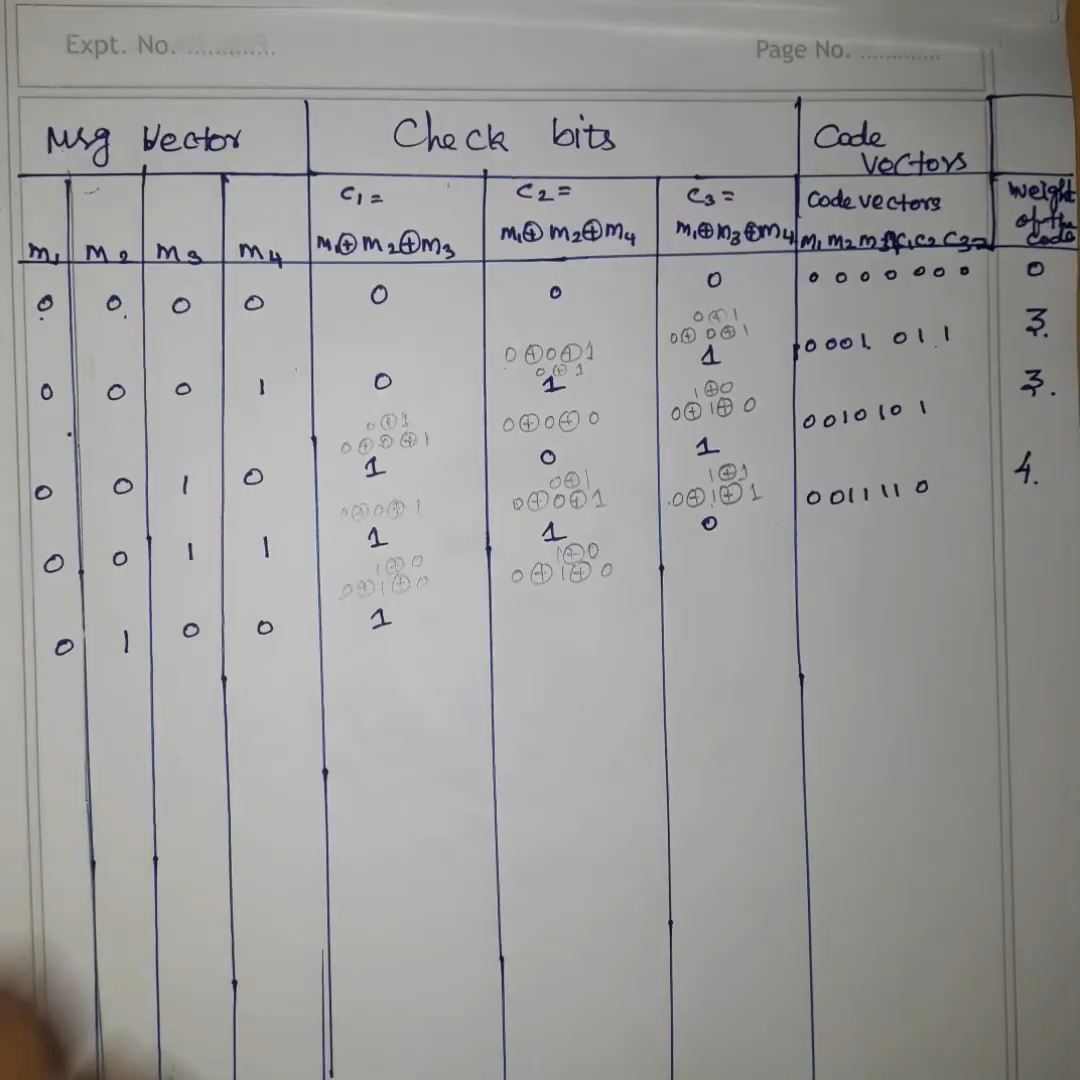 Expt. No. ............
Page No. .............
Msg Vector Check bits Code vectors
C1 = C2 = C3 = Code vectors weight of the code
m1 m2 m3 m4 m1⊕m2⊕m3 m1⊕m2⊕m4 m1⊕m3⊕m4 m1 m2 m3 C1 C2 C3
0 0 0 0 0 0 0 0 0 0 0 0 0 0 0
0⊕1
0⊕0⊕1
0⊕0⊕1
0⊕1
0 0 0 1 0 1 1 0001 011 3.
0⊕1
0⊕0⊕1
0⊕0⊕0
1⊕0
0⊕1⊕0
0 0 1 0 1 0 1 0010101 3.
0⊕0⊕1
0⊕1
0⊕0⊕1
1⊕1
0⊕1⊕1
0 0 1 1 1 1 0 0011110 4.
1⊕0
0⊕1⊕0
1⊕0
0⊕1⊕0
0 1 0 0 1